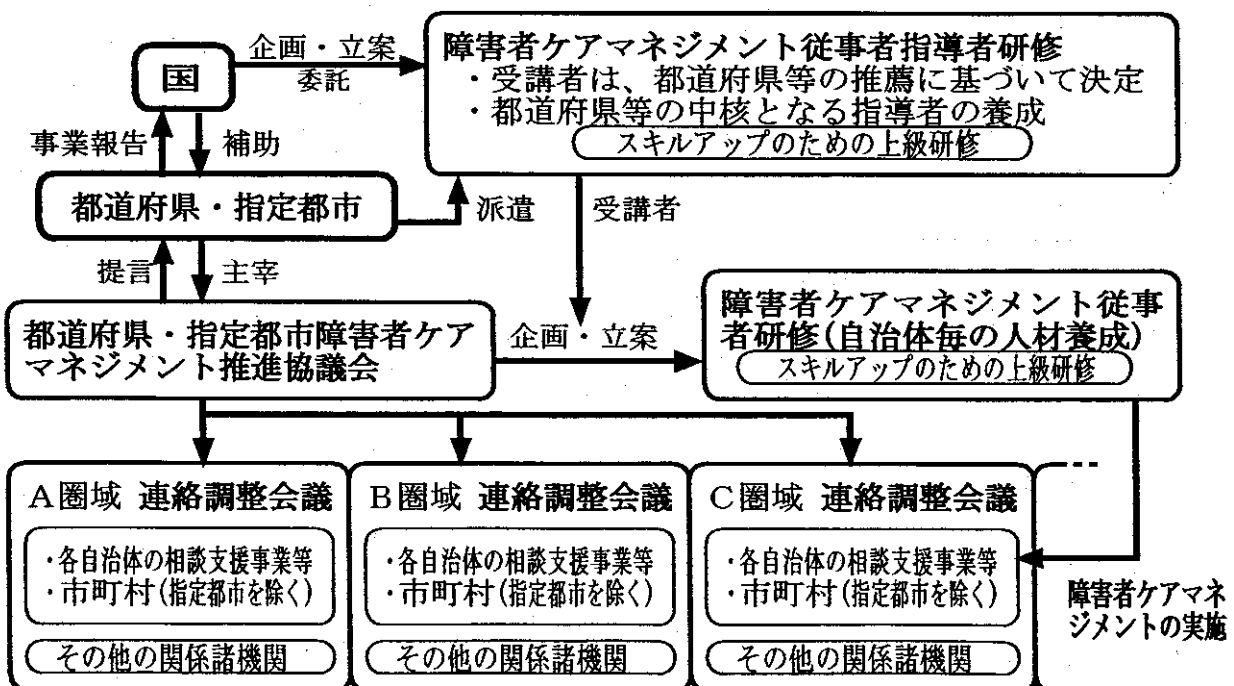 国
企画・立案
委託
障害者ケアマネジメント従事者指導者研修
・受講者は、都道府県等の推薦に基づいて決定
・都道府県等の中核となる指導者の養成
スキルアップのための上級研修
事業報告
補助
都道府県・指定都市
派遣
受講者
提言
主宰
都道府県・指定都市障害者ケア
マネジメント推進協議会
企画・立案
障害者ケアマネジメント従事
者研修(自治体毎の人材養成)
スキルアップのための上級研修
A圏域 連絡調整会議
・各自治体の相談支援事業等
・市町村(指定都市を除く)
その他の関係諸機関
B圏域 連絡調整会議
・各自治体の相談支援事業等
・市町村(指定都市を除く)
その他の関係諸機関
C圏域 連絡調整会議
・各自治体の相談支援事業等
・市町村(指定都市を除く)
その他の関係諸機関
障害者ケアマネ
ジメントの実施